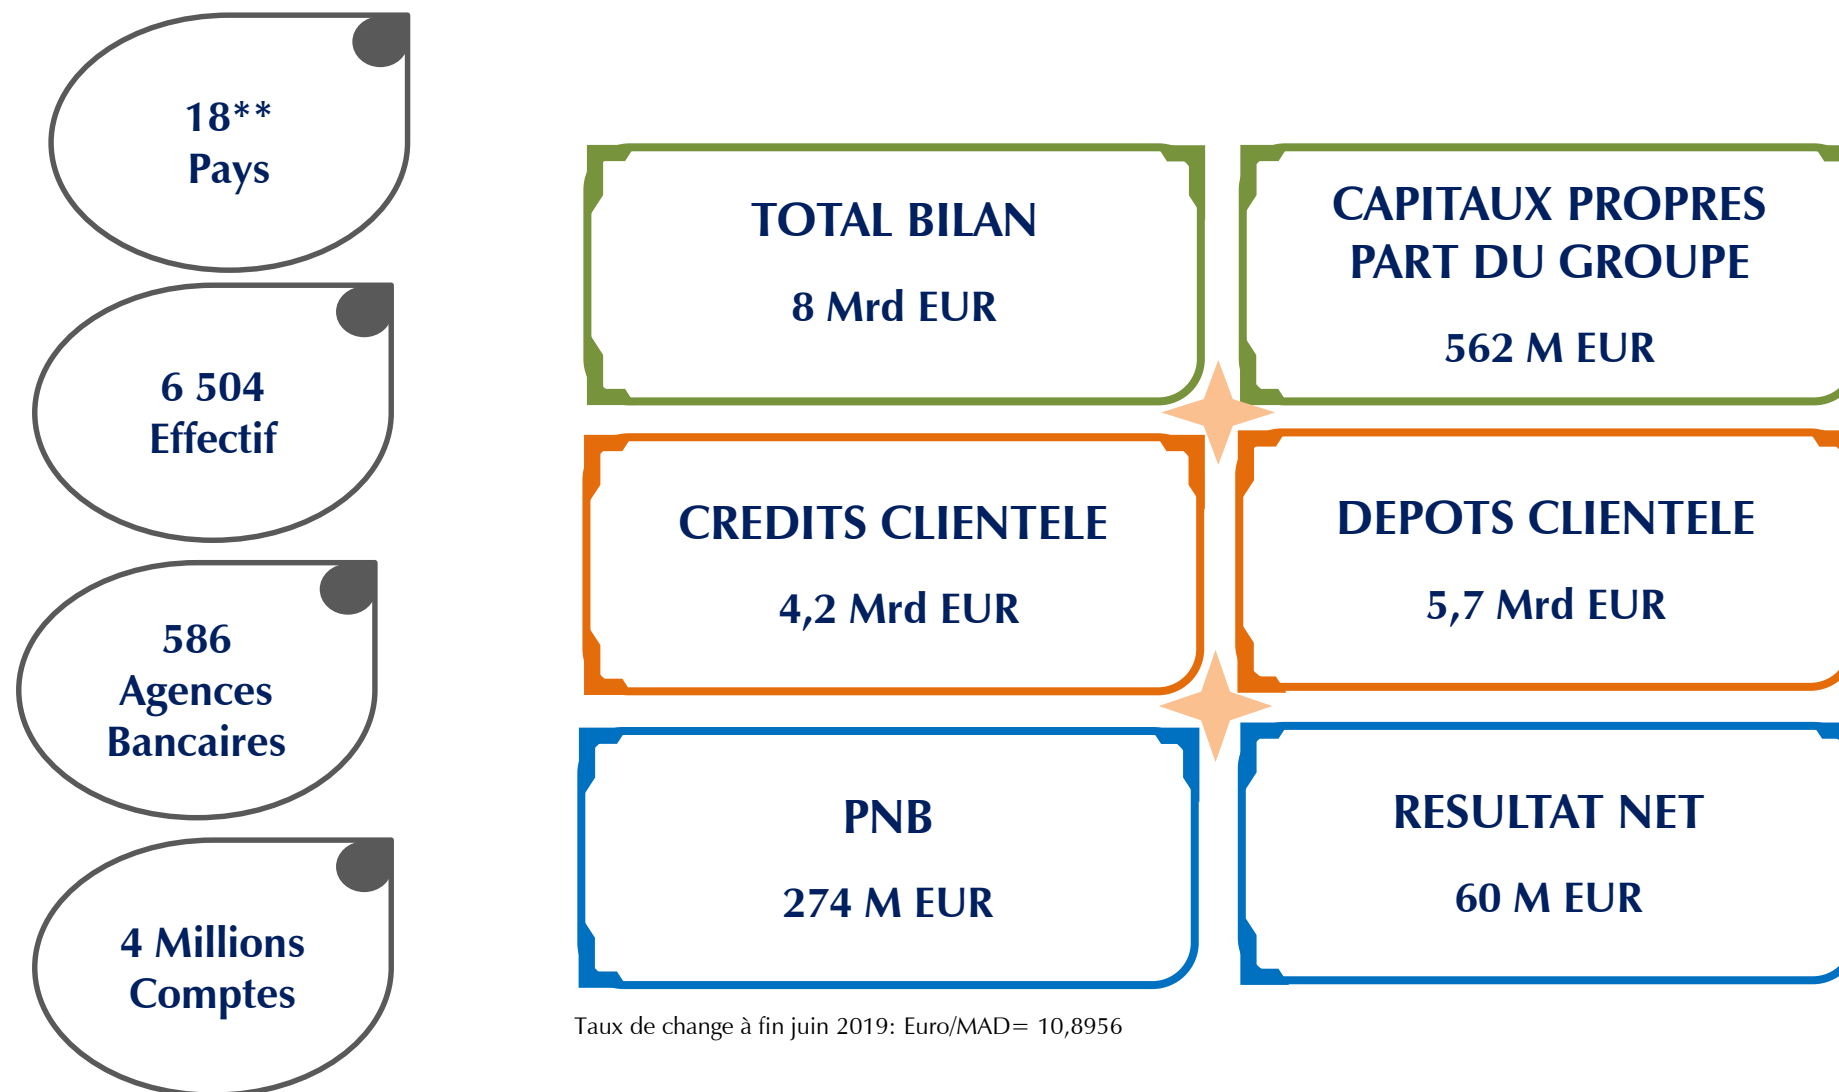 18**
Pays
6 504
Effectif
586
Agences
Bancaires
4 Millions
Comptes
TOTAL BILAN
8 Mrd EUR
CAPITAUX PROPRES
PART DU GROUPE
562 M EUR
CREDITS CLIENTELE
4,2 Mrd EUR
DEPOTS CLIENTELE
5,7 Mrd EUR
PNB
274 M EUR
RESULTAT NET
60 M EUR
Taux de change à fin juin 2019: Euro/MAD= 10,8956